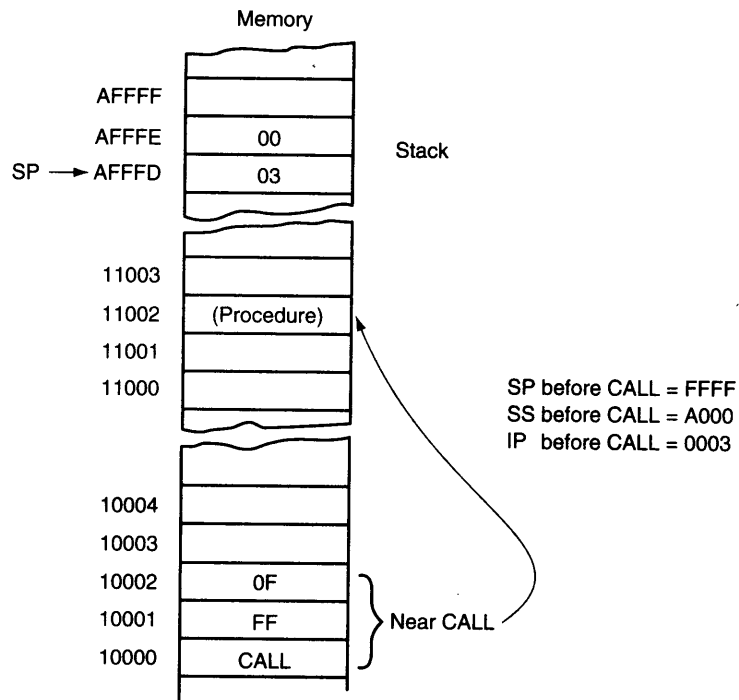 Memory
AFFFF
AFFFE 00
Stack
SP AFFFD 03
11003
11002 (Procedure)
11001
11000
SP before CALL = FFFF
SS before CALL = A000
IP before CALL = 0003
10004
10003
10002 0F
10001 FF
Near CALL
10000 CALL